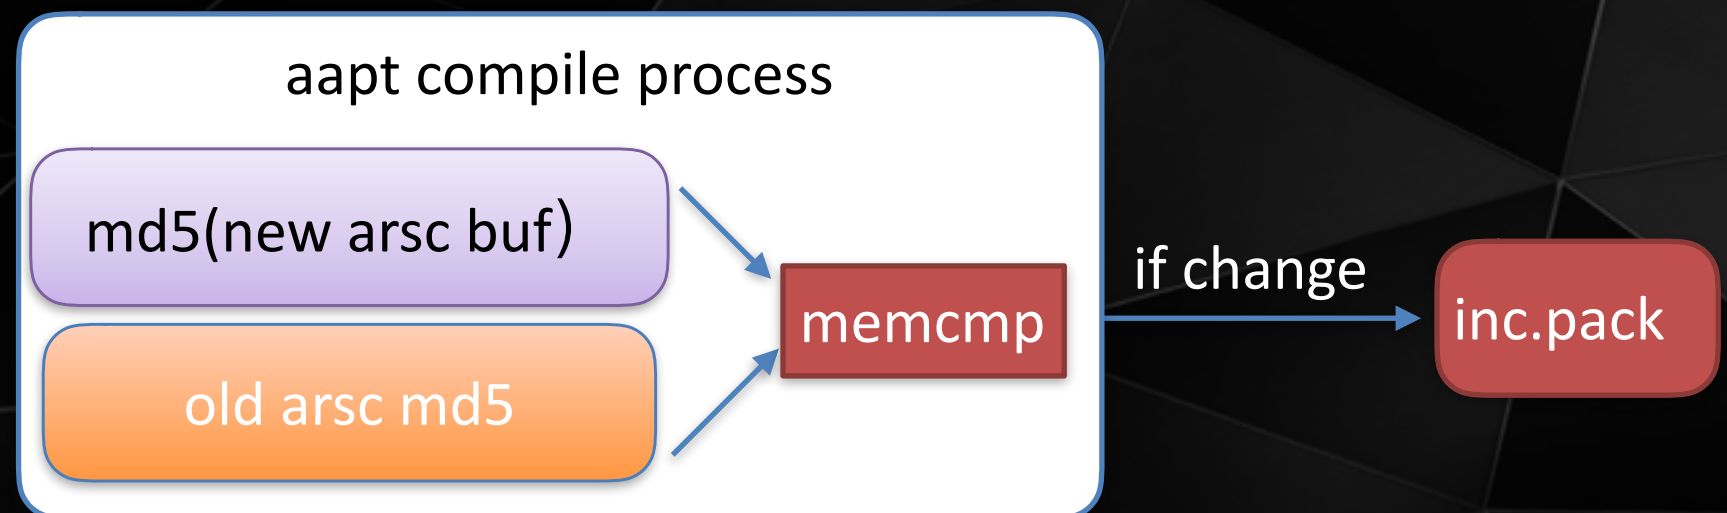 aapt compile process
md5(new arsc buf)
old arsc md5
memcmp
if change
inc.pack